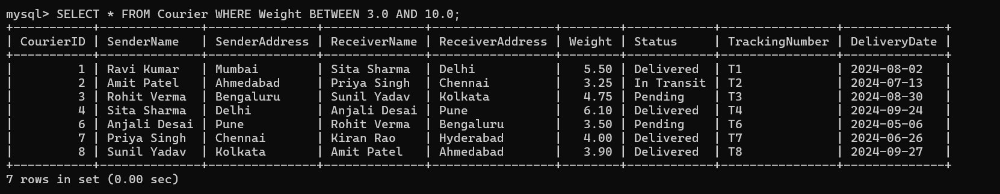 mysql> SELECT * FROM Courier WHERE Weight BETWEEN 3.0 AND 10.0;
+-----------+--------------+---------------+--------------+-----------------+--------+------------+----------------+--------------+
| CourierID | SenderName   | SenderAddress | ReceiverName | ReceiverAddress | Weight | Status     | TrackingNumber | DeliveryDate |
+-----------+--------------+---------------+--------------+-----------------+--------+------------+----------------+--------------+
|         1 | Ravi Kumar   | Mumbai        | Sita Sharma  | Delhi           |   5.50 | Delivered  | T1             | 2024-08-02   |
|         2 | Amit Patel   | Ahmedabad     | Priya Singh  | Chennai         |   3.25 | In Transit | T2             | 2024-07-13   |
|         3 | Rohit Verma  | Bengaluru     | Sunil Yadav  | Kolkata         |   4.75 | Pending    | T3             | 2024-08-30   |
|         4 | Sita Sharma  | Delhi         | Anjali Desai | Pune            |   6.10 | Delivered  | T4             | 2024-09-24   |
|         6 | Anjali Desai | Pune          | Rohit Verma  | Bengaluru       |   3.50 | Pending    | T6             | 2024-05-06   |
|         7 | Priya Singh  | Chennai       | Kiran Rao    | Hyderabad       |   4.00 | Delivered  | T7             | 2024-06-26   |
|         8 | Sunil Yadav  | Kolkata       | Amit Patel   | Ahmedabad       |   3.90 | Delivered  | T8             | 2024-09-27   |
+-----------+--------------+---------------+--------------+-----------------+--------+------------+----------------+--------------+
7 rows in set (0.00 sec)